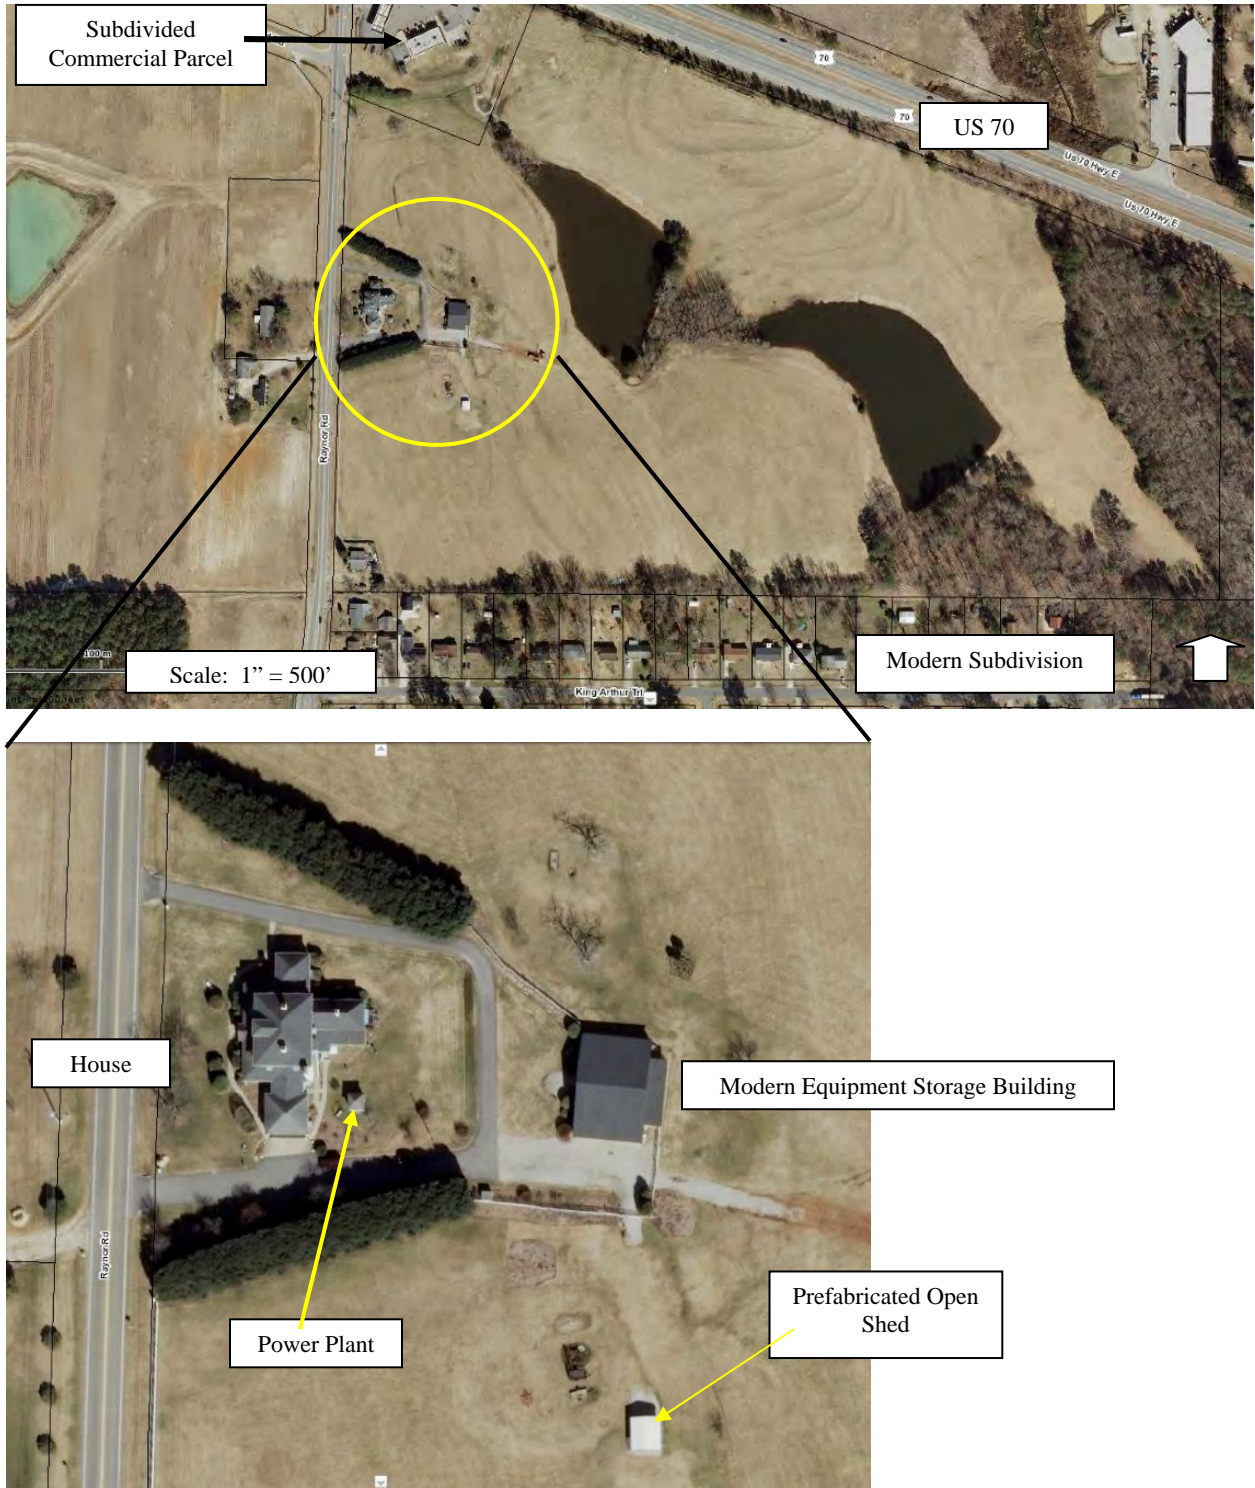 Subdivided
Commercial Parcel
70
70
US 70
Us 70 Hwy E
Us 70 Hwy E
Raynor Rd
100 m
Scale: 1” = 500’
Modern Subdivision
King Arthur Trl
House
Modern Equipment Storage Building
Raynor Rd
Prefabricated Open
Shed
Power Plant